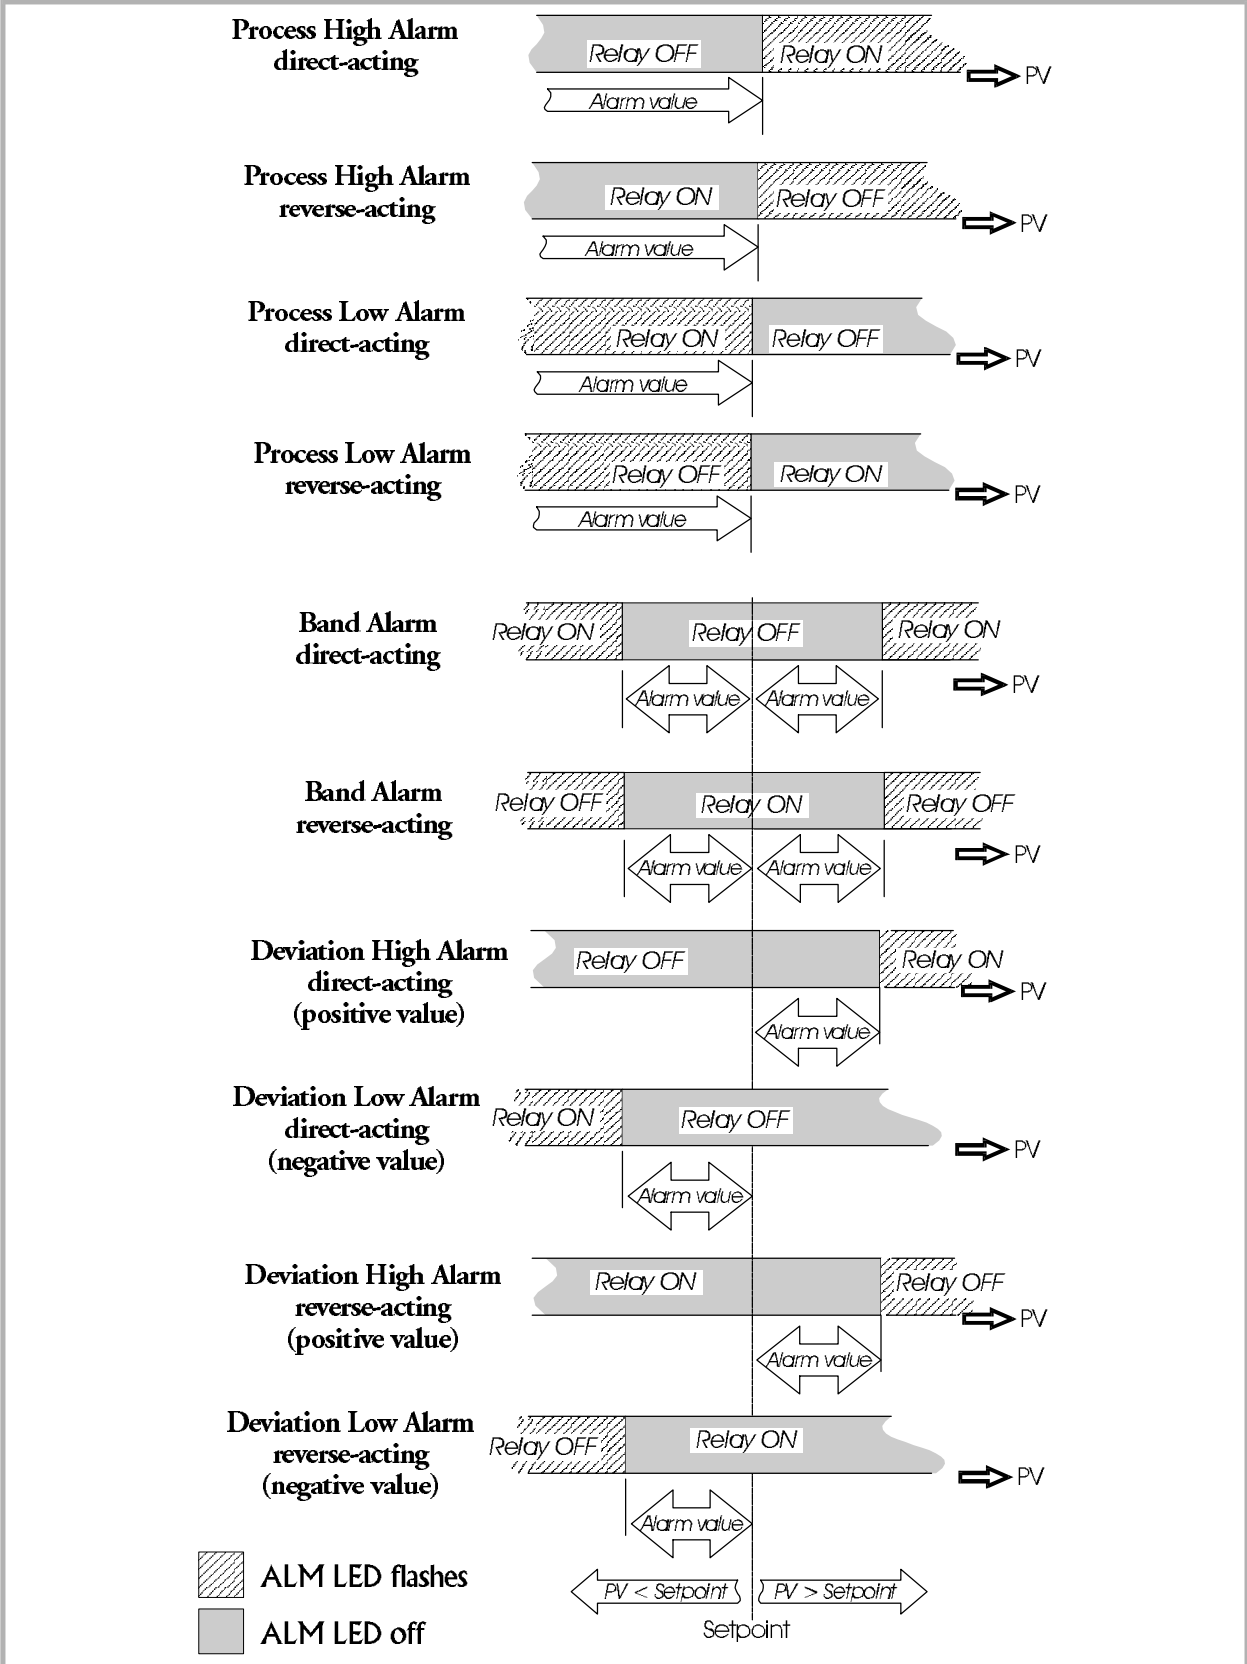 Process High Alarm
direct-acting
Relay OFF
Relay ON
PV
Alarm value
Process High Alarm
reverse-acting
Relay ON
Relay OFF
PV
Alarm value
Process Low Alarm
direct-acting
Relay ON
Relay OFF
PV
Alarm value
Process Low Alarm
reverse-acting
Relay OFF
Relay ON
PV
Alarm value
Band Alarm
direct-acting
Relay ON
Relay OFF
Relay ON
PV
Alarm value
Alarm value
Band Alarm
reverse-acting
Relay OFF
Relay ON
Relay OFF
PV
Alarm value
Alarm value
Deviation High Alarm
direct-acting
(positive value)
Relay OFF
Relay ON
PV
Alarm value
Deviation Low Alarm
direct-acting
(negative value)
Relay ON
Relay OFF
PV
Alarm value
Deviation High Alarm
reverse-acting
(positive value)
Relay ON
Relay OFF
PV
Alarm value
Deviation Low Alarm
reverse-acting
(negative value)
Relay OFF
Relay ON
PV
Alarm value
ALM LED flashes
ALM LED off
PV < Setpoint
PV > Setpoint
Setpoint